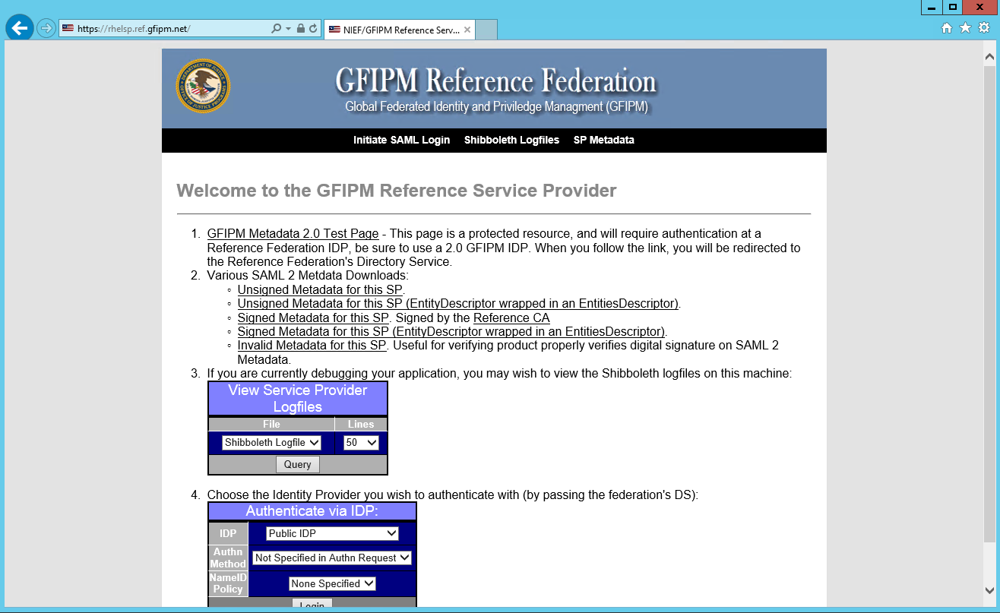 https://rhelsp.ref.gfipm.net/
NIEF/GFIPM Reference Serv...
GFIPM Reference Federation
Global Federated Identity and Priviledge Managment (GFIPM)
Initiate SAML Login Shibboleth Logfiles SP Metadata
Welcome to the GFIPM Reference Service Provider
1. GFIPM Metadata 2.0 Test Page - This page is a protected resource, and will require authentication at a
Reference Federation IDP, be sure to use a 2.0 GFIPM IDP. When you follow the link, you will be redirected to
the Reference Federation's Directory Service.
2. Various SAML 2 Metdata Downloads:
Unsigned Metadata for this SP.
Unsigned Metadata for this SP (EntityDescriptor wrapped in an EntitiesDescriptor).
Signed Metadata for this SP. Signed by the Reference CA
Signed Metadata for this SP (EntityDescriptor wrapped in an EntitiesDescriptor).
Invalid Metadata for this SP. Useful for verifying product properly verifies digital signature on SAML 2
Metadata.
3. If you are currently debugging your application, you may wish to view the Shibboleth logfiles on this machine:
View Service Provider
Logfiles
File Lines
Shibboleth Logfile 50
Query
4. Choose the Identity Provider you wish to authenticate with (by passing the federation's DS):
Authenticate via IDP:
IDP Public IDP
Authn
Method Not Specified in Authn Request
NameID
Policy None Specified
Login